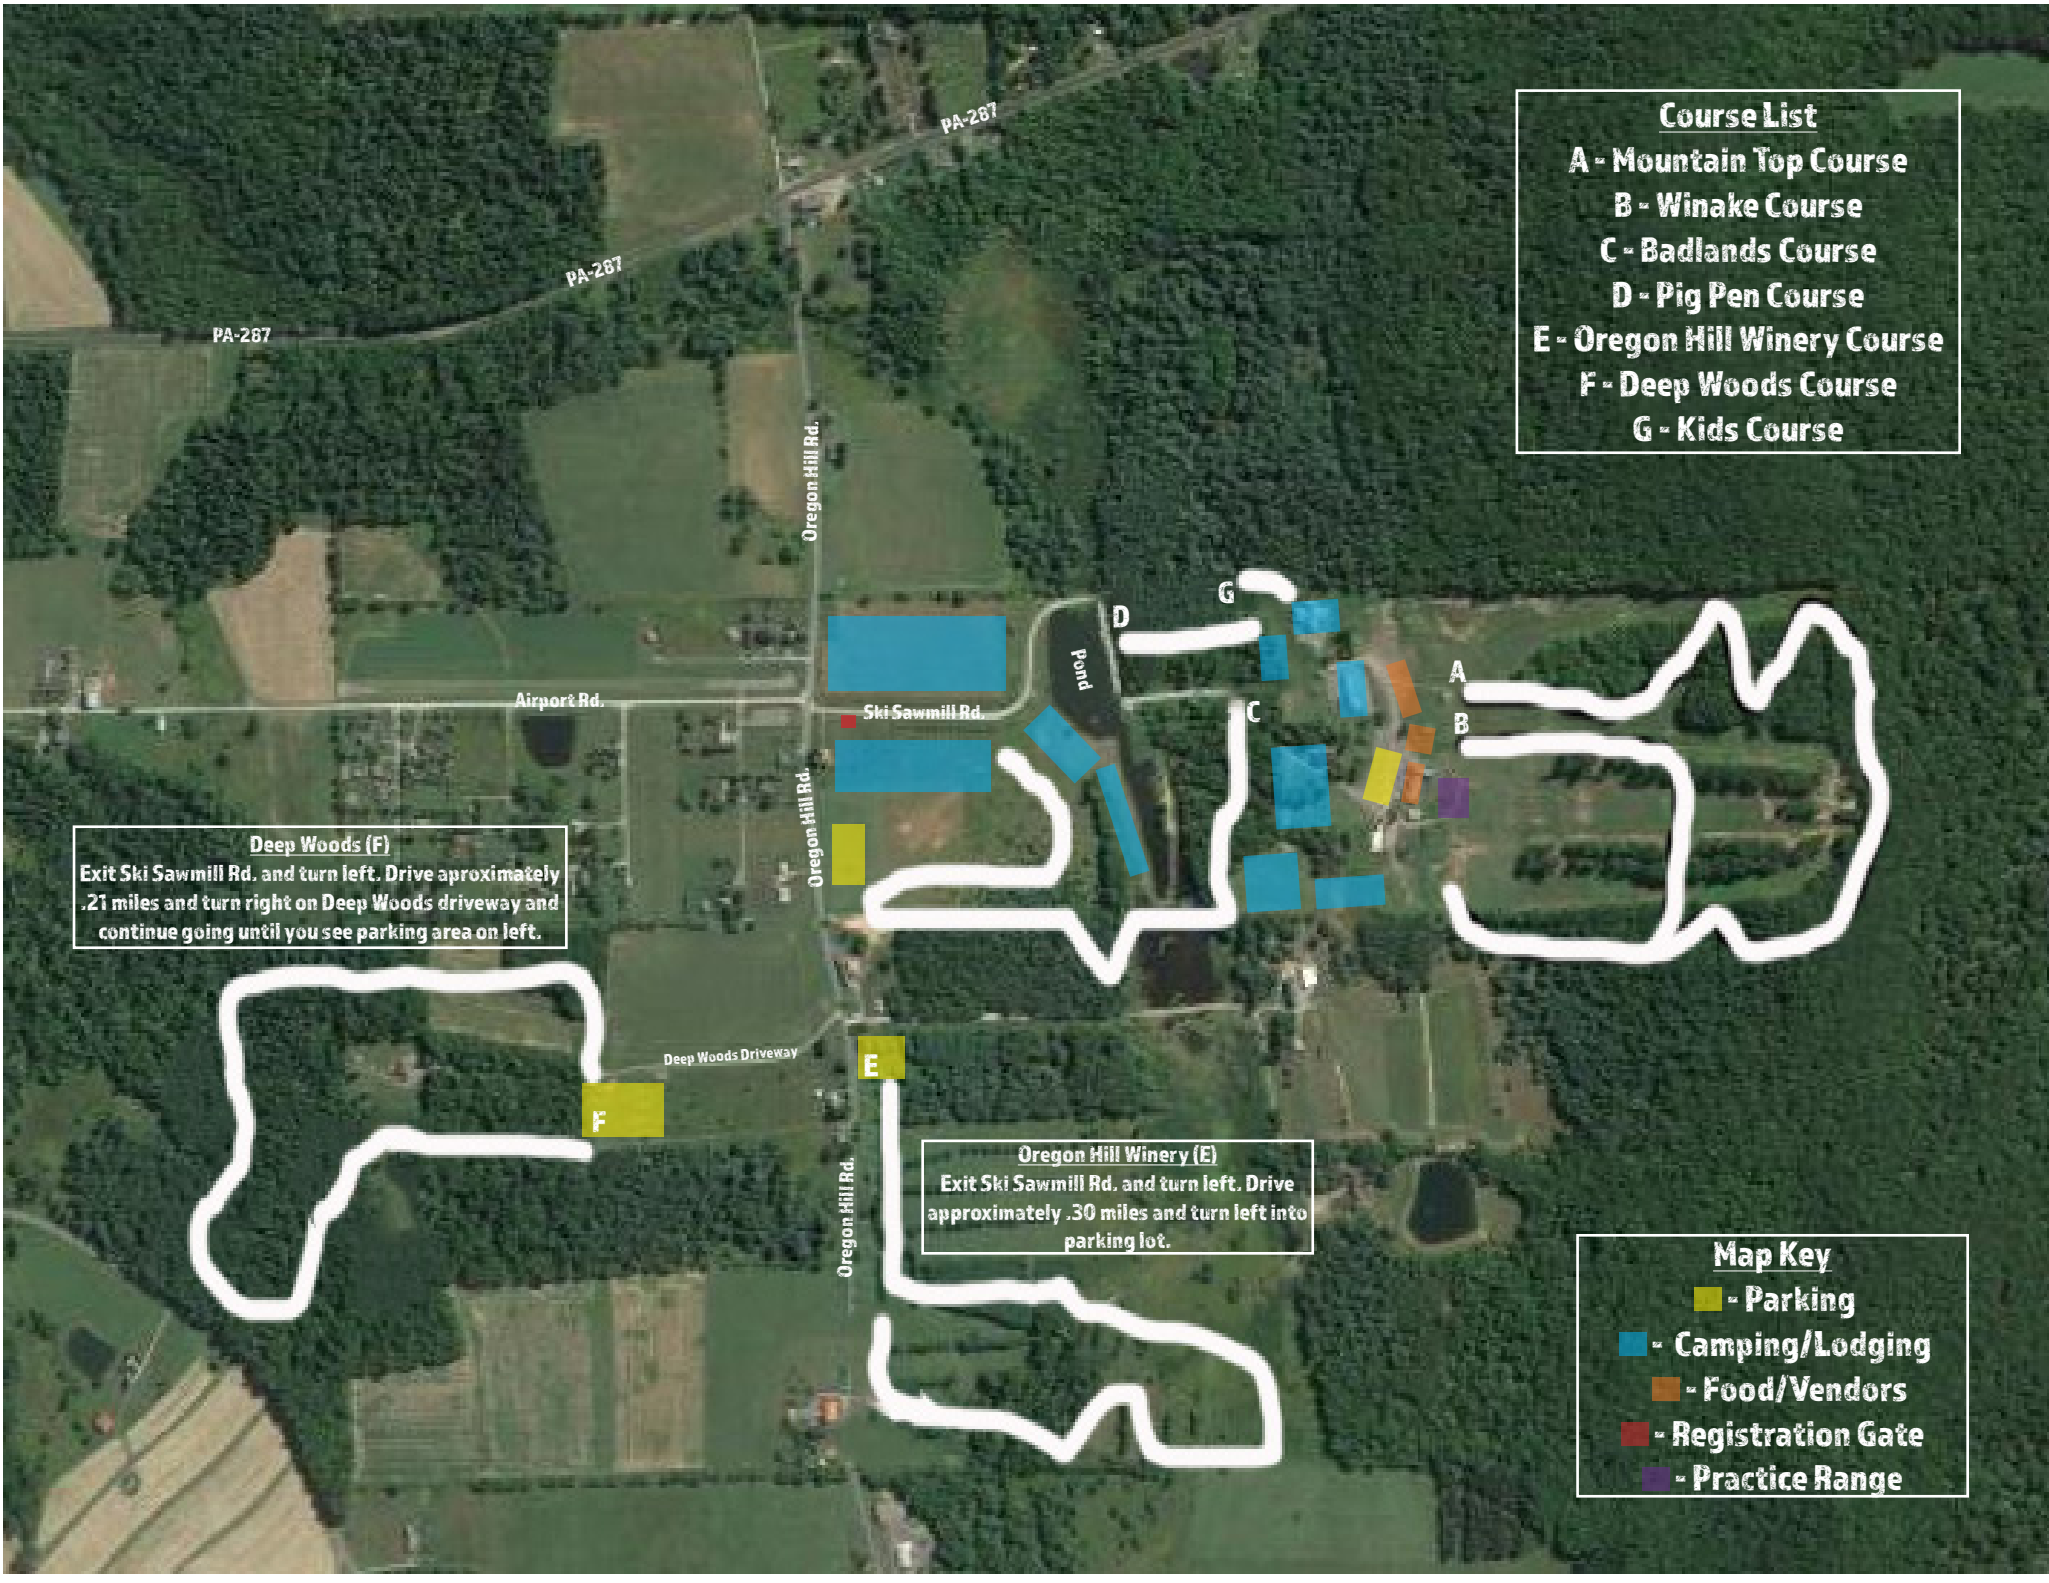 PA-287
PA-287
PA-287
Course List
A - Mountain Top Course
B - Winake Course
C - Badlands Course
D - Pig Pen Course
E - Oregon Hill Winery Course
F - Deep Woods Course
G - Kids Course
Oregon Hill Rd.
G
D
Pond
A
Airport Rd.
Ski Sawmill Rd.
C
B
Oregon Hill Rd.
Deep Woods (F)
Exit Ski Sawmill Rd. and turn left. Drive aproximately
.21 miles and turn right on Deep Woods driveway and
continue going until you see parking area on left.
Deep Woods Driveway
E
F
Oregon Hill Rd.
Oregon Hill Winery (E)
Exit Ski Sawmill Rd. and turn left. Drive
approximately .30 miles and turn left into
parking lot.
Map Key
- Parking
- Camping/Lodging
- Food/Vendors
- Registration Gate
- Practice Range